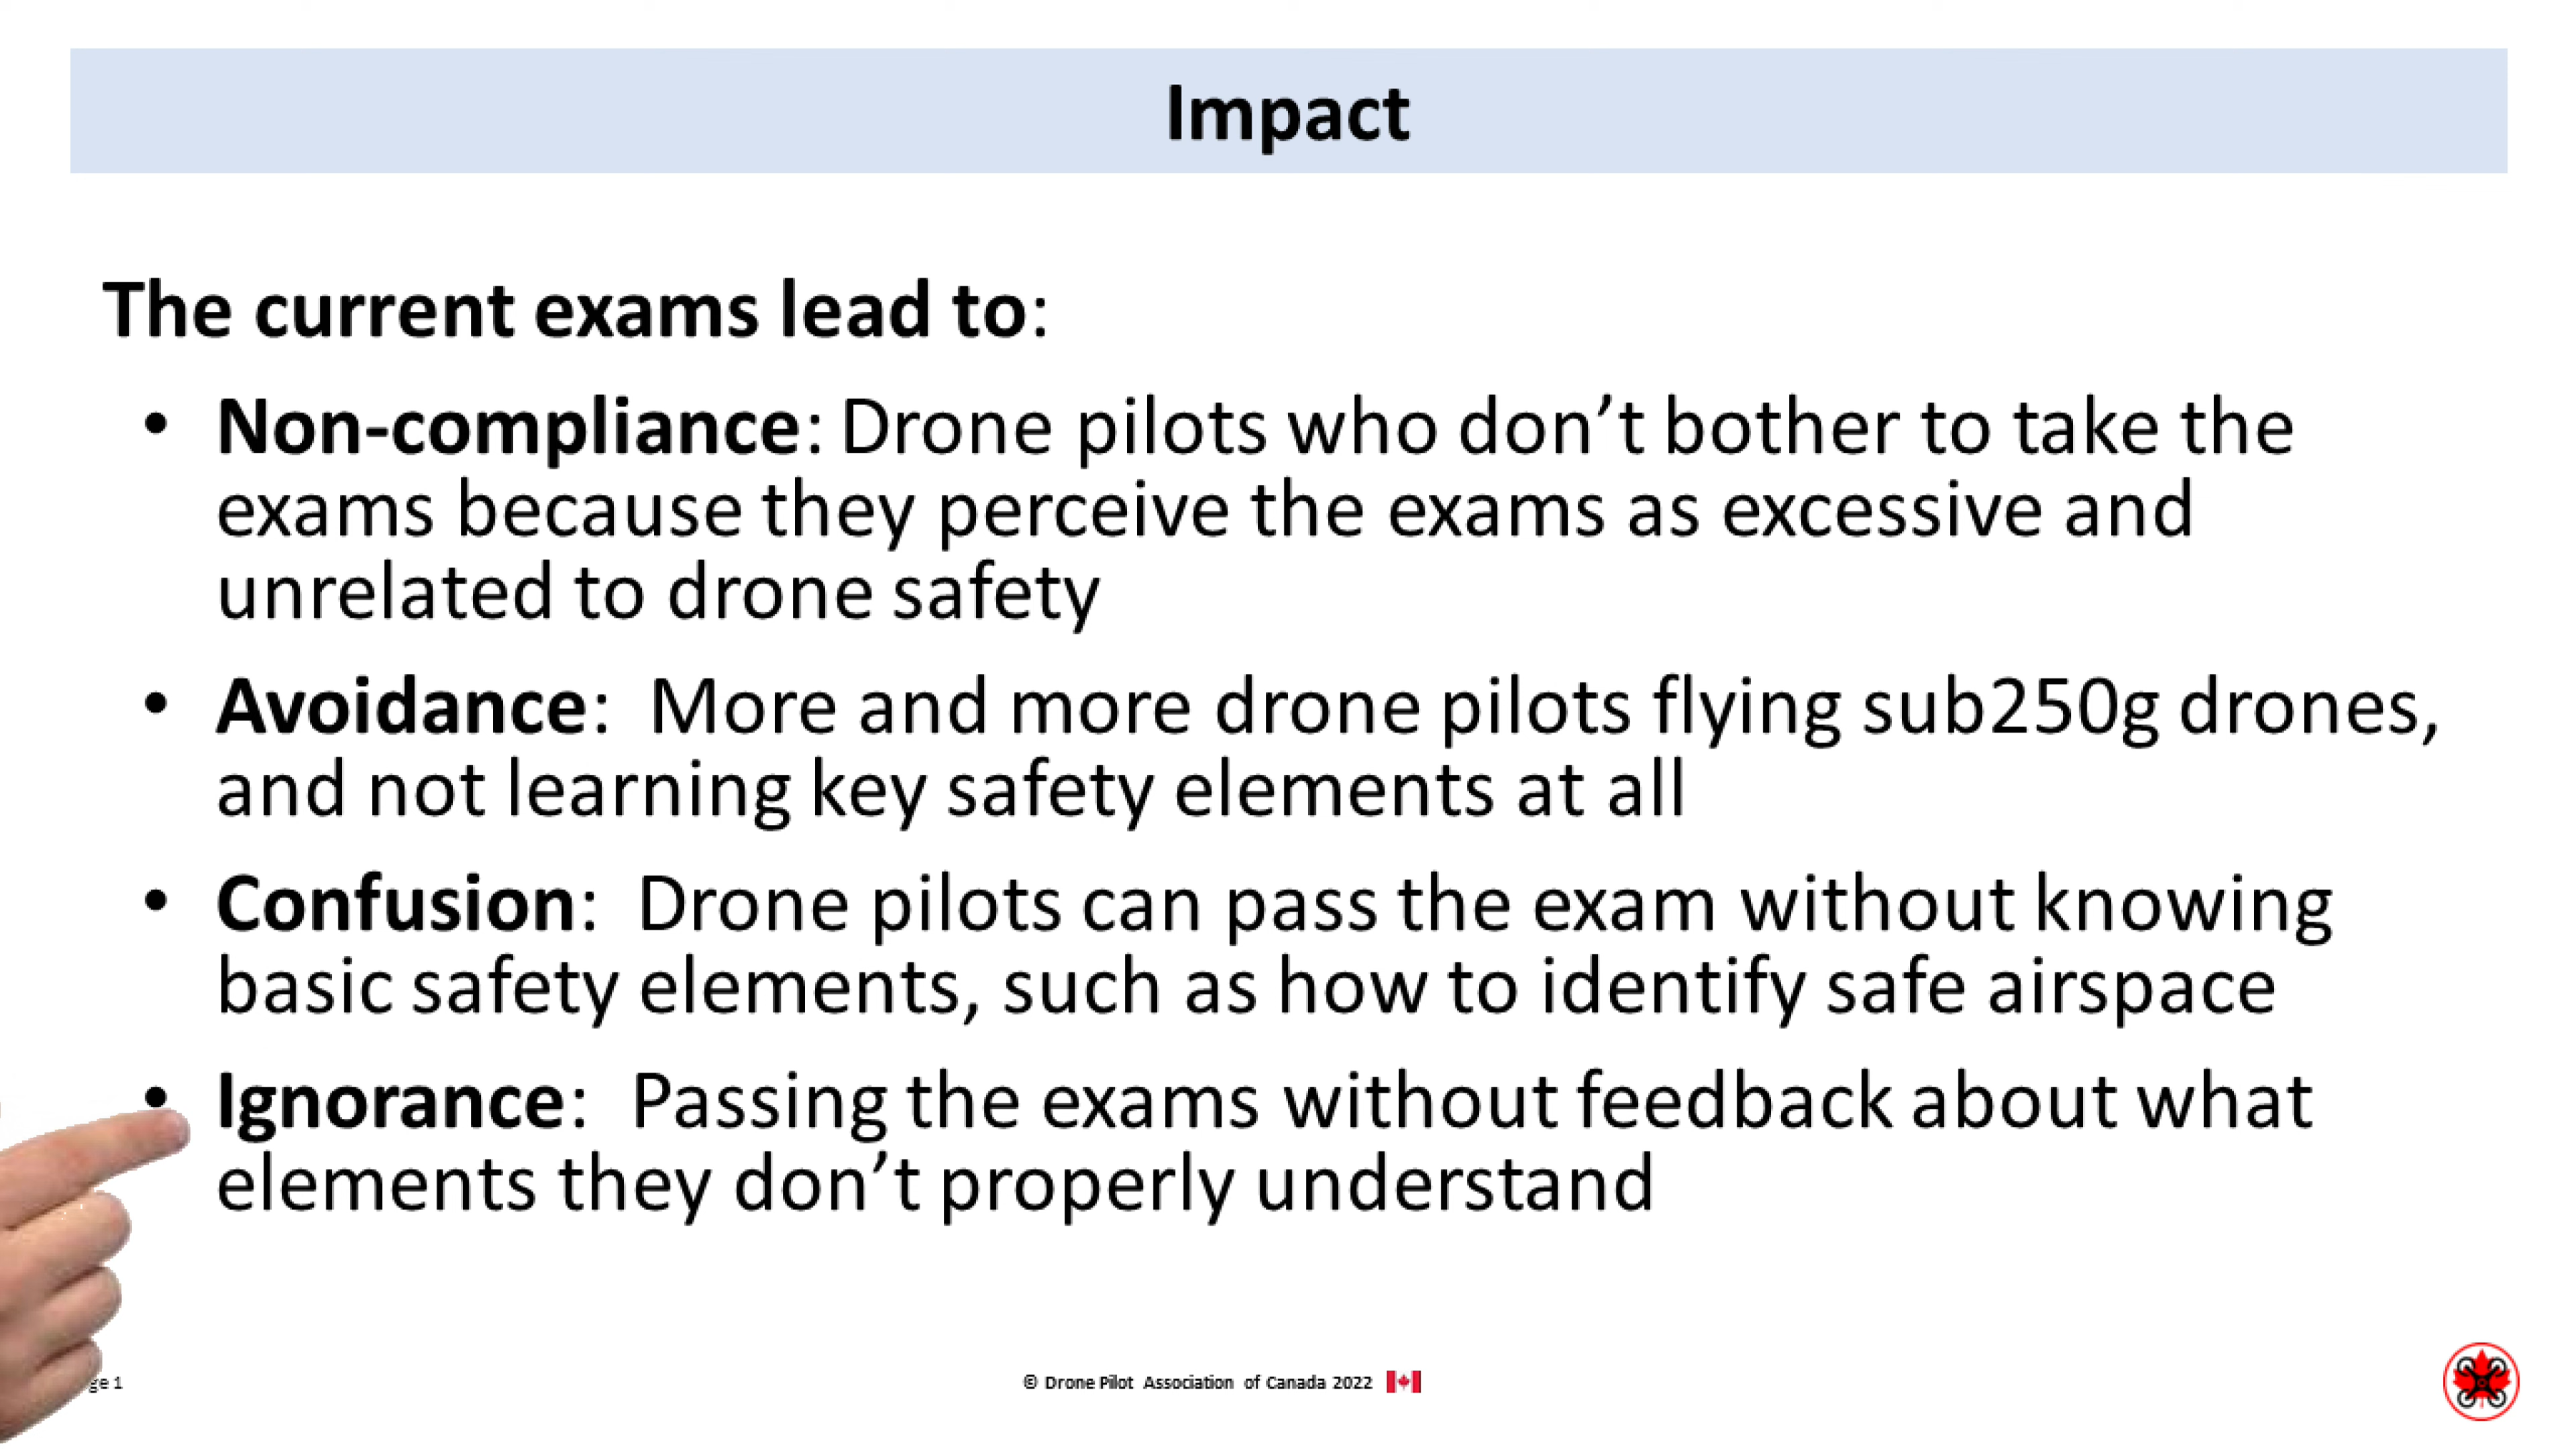 Impact
The current exams lead to:
• Non-compliance: Drone pilots who don’t bother to take the
exams because they perceive the exams as excessive and
unrelated to drone safety
• Avoidance: More and more drone pilots flying sub250g drones,
and not learning key safety elements at all
• Confusion: Drone pilots can pass the exam without knowing
basic safety elements, such as how to identify safe airspace
• Ignorance: Passing the exams without feedback about what
elements they don’t properly understand
ge 1
© Drone Pilot Association of Canada 2022